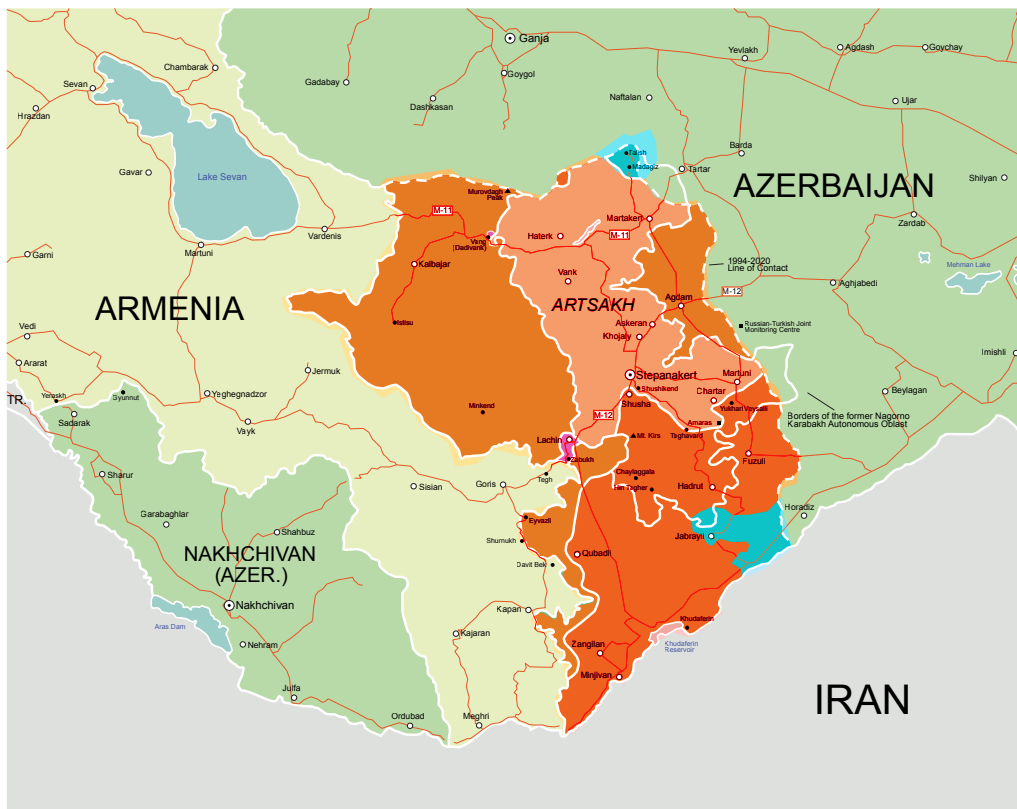 Ganja
Yevlakh
Agdash
Goychay
Chambarak
Sevan
Gadabay
Goygol
Dashkasan
Naftalan
Ujar
Hrazdan
Barda
Talish
Madagiz
Tartar
Gavar
Lake Sevan
AZERBAIJAN
Shilyan
Murovdagh
Peak
M-11
Martakert
M-11
Zardab
Vardenis
Haterk
Vang
(Dadivank)
Martuni
Garni
Kalbajar
1994-2020
Line of Contact
Mehman Lake
Vank
M-12
Aghjabedi
ARMENIA
ARTSAKH
Agdam
Istisu
Askeran
Khojaly
Russian-Turkish Joint
Monitoring Centre
Vedi
Imishli
Ararat
Jermuk
Stepanakert
Shushikend
Martuni
Yeraskh
Gyunnut
TR.
Yeghegnadzor
Shusha
Chartar
Beylagan
Sadarak
Minkend
Yukhari Veysalli
M-12
Vayk
Amaras
Taghavard
Borders of the former Nagorno
Karabakh Autonomous Oblast
Lachin
Mt. Kirs
Zabukh
Fuzuli
Sharur
Tegh
Chaylaggala
Sisian
Goris
Hin Tagher
Hadrut
Garabaghlar
Eyvazli
Horadiz
Shahbuz
Shurnukh
Jabrayil
NAKHCHIVAN
(AZER.)
Qubadli
Davit Bek
Nakhchivan
Kapan
Aras Dam
Khudaferin
Kajaran
Nehram
Zangilan
Khudaferin
Reservoir
Minjivan
Julfa
IRAN
Ordubad
Meghri